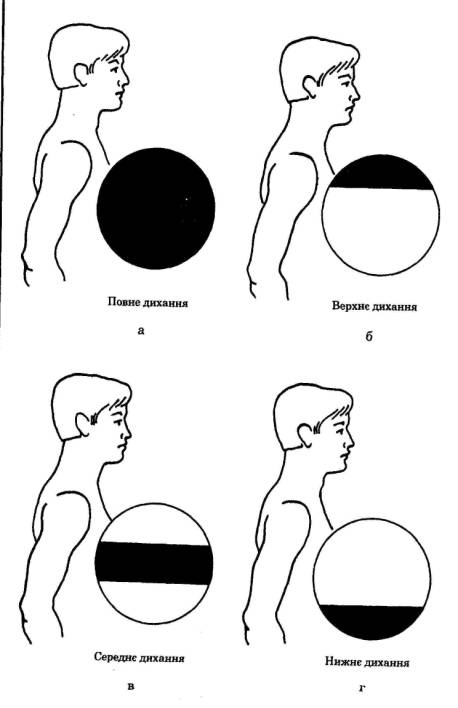 Повне дихання
а
Верхнє дихання
б
Середнє дихання
в
Нижнє дихання
г